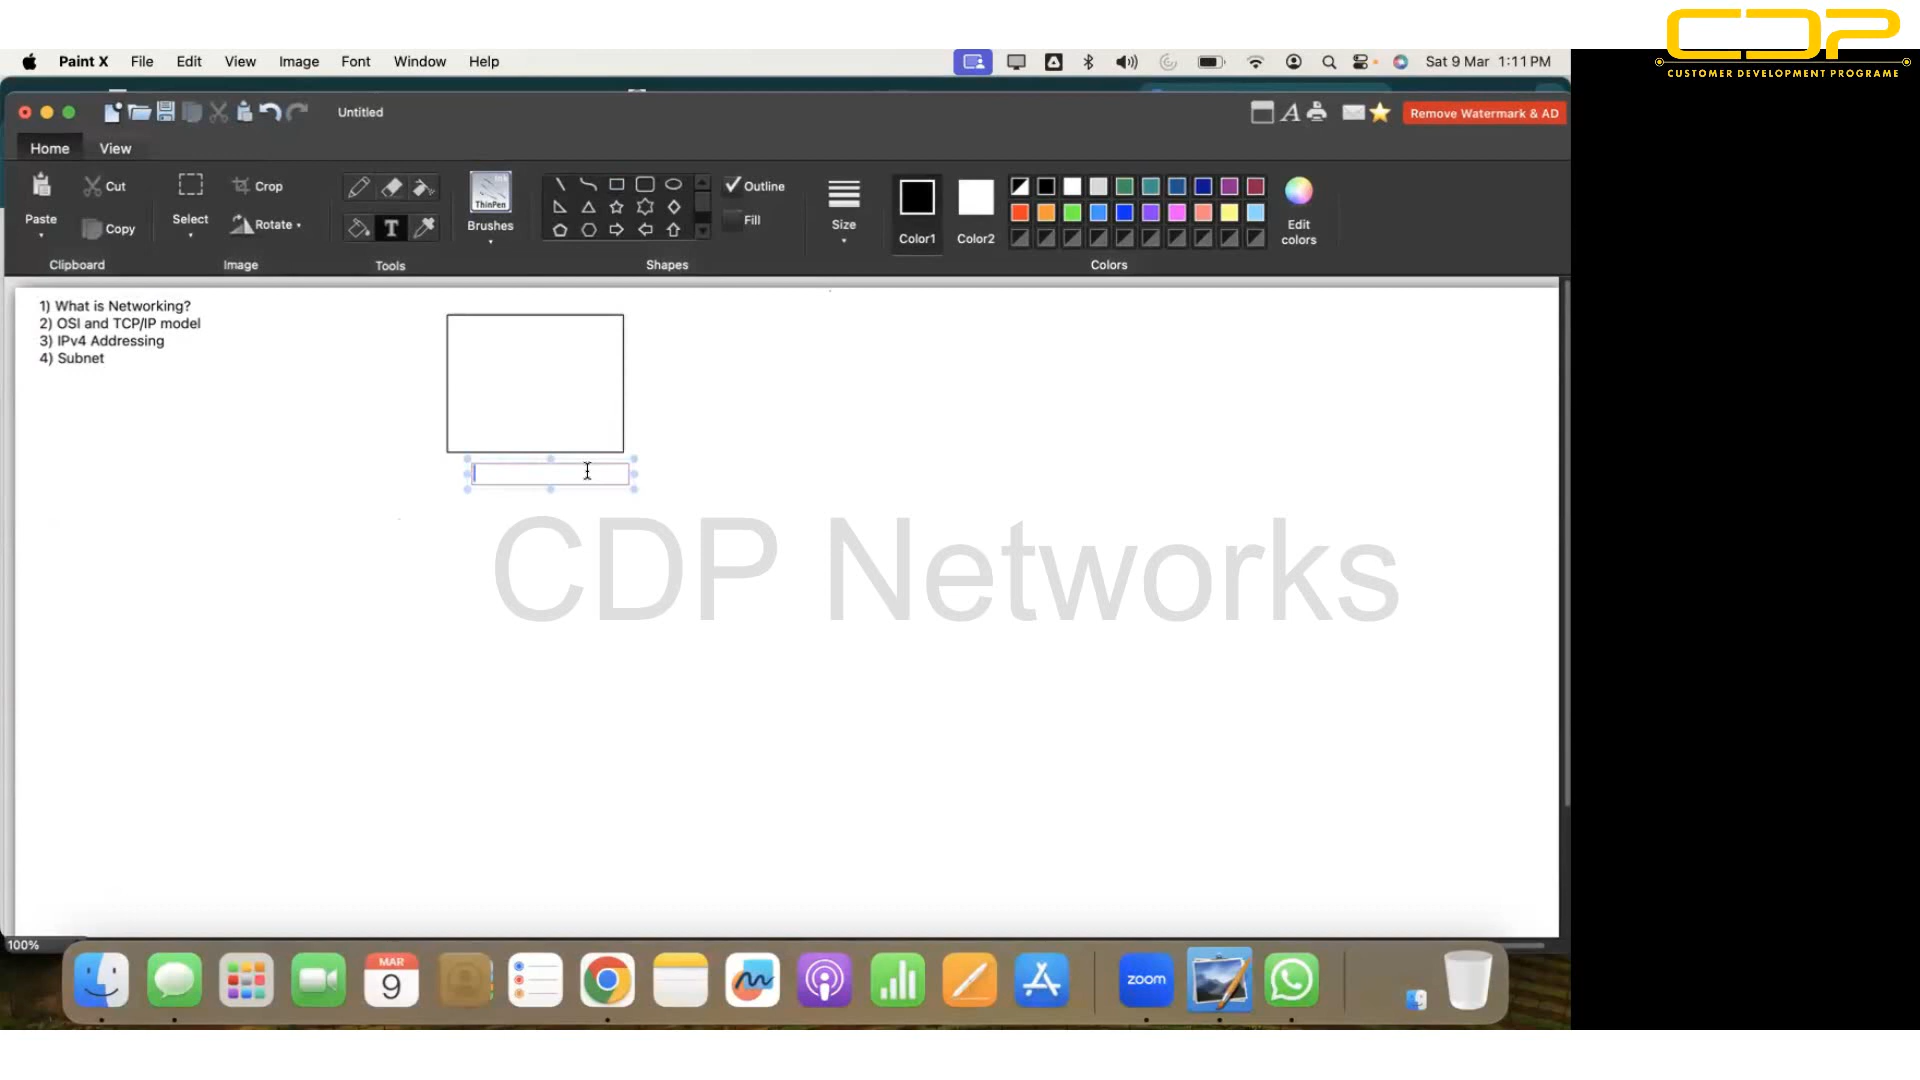 CDP
CUSTOMER DEVELOPMENT PROGRAME
Paint X File Edit View Image Font Window Help Sat 9 Mar 1:11 PM
Untitled
Remove Watermark & AD
Home View
Paste
Cut
Copy
Clipboard
Select
Crop
Rotate
Image
T
Tools
Ink
ThinPen
Brushes
Shapes
Outline
Fill
Size
Color1
Color2
Edit colors
Colors
1) What is Networking?
2) OSI and TCP/IP model
3) IPv4 Addressing
4) Subnet
CDP Networks
100%
MAR
9
zoom